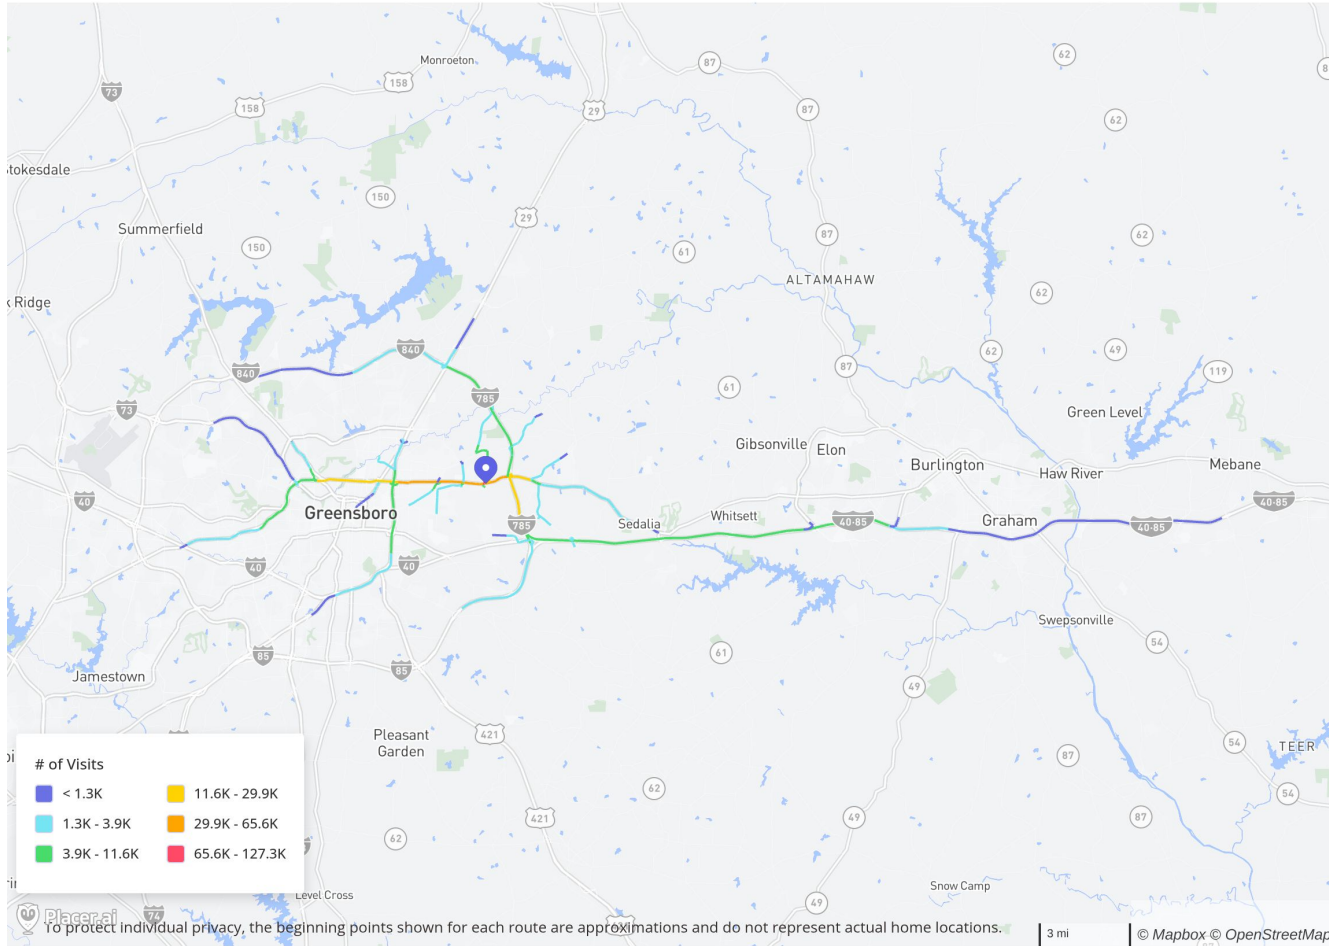 Monroeton
62
87
73
158
158
29
87
62
Stokesdale
150
29
Summerfield
150
87
62
61
ALTAMAHAW
62
k Ridge
840
62
49
840
87
119
61
785
73
Green Level
Gibsonville
Elon
Burlington
Haw River
Mebane
40
Greensboro
785
Sedalia
Whitsett
40-85
Graham
40-85
40-85
40
40
Swepsonville
54
85
85
61
Jamestown
49
421
Pleasant
Garden
54
TEER
87
# of Visits
< 1.3K
11.6K - 29.9K
1.3K - 3.9K
29.9K - 65.6K
3.9K - 11.6K
65.6K - 127.3K
62
54
421
49
87
62
Level Cross
Snow Camp
49
Placer.ai
74
To protect individual privacy, the beginning points shown for each route are approximations and do not represent actual home locations.
3 mi
© Mapbox © OpenStreetMap